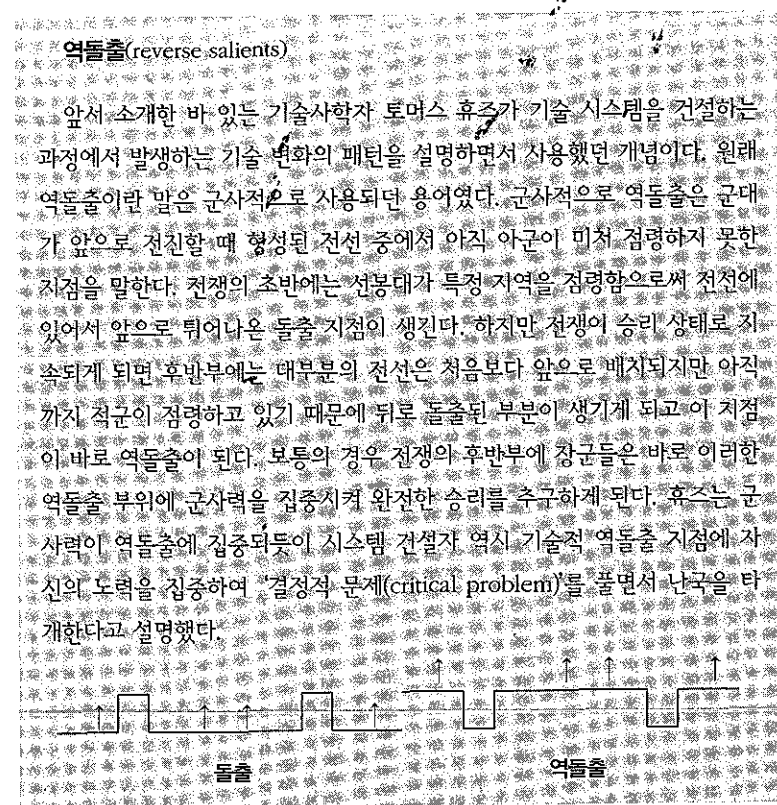 역돌출(reverse salients)
앞서 소개한 바 있는 기술사학자 토머스 휴즈가 기술 시스템을 건설하는
과정에서 발생하는 기술 변화의 패턴을 설명하면서 사용했던 개념이다. 원래
역돌출이란 말은 군사적으로 사용되던 용어였다. 군사적으로 역돌출은 군대
가 앞으로 전진할 때 형성된 전선 중에서 아직 아군이 미처 점령하지 못한
지점을 말한다. 전쟁의 초반에는 선봉대가 특정 지역을 점령함으로써 전선에
있어서 앞으로 튀어나온 돌출 지점이 생긴다. 하지만 전쟁이 승리 상태로 지
속되게 되면 후반부에는 대부분의 전선은 처음보다 앞으로 배치되지만 아직
까지 적군이 점령하고 있기 때문에 뒤로 돌출된 부분이 생기게 되고 이 지점
이 바로 역돌출이 된다. 보통의 경우 전쟁의 후반부에 장군들은 바로 이러한
역돌출 부위에 군사력을 집중시켜 완전한 승리를 추구하게 된다. 휴즈는 군
사력이 역돌출에 집중되듯이 시스템 건설자 역시 기술적 역돌출 지점에 자
신의 노력을 집중하여 '결정적 문제(critical problem)'를 풀면서 난국을 타
개한다고 설명했다.
돌출
역돌출